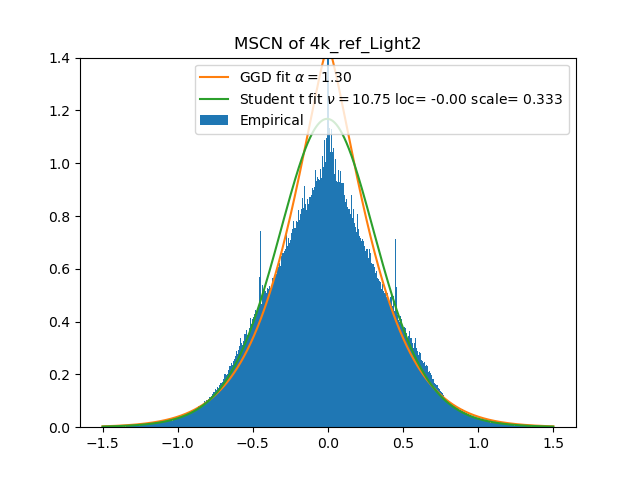 MSCN of 4k_ref_Light2
GGD fit α = 1.30
Student t fit ν = 10.75 loc= -0.00 scale= 0.333
Empirical
1.4
1.2
1.0
0.8
0.6
0.4
0.2
0.0
−1.5 −1.0 −0.5 0.0 0.5 1.0 1.5